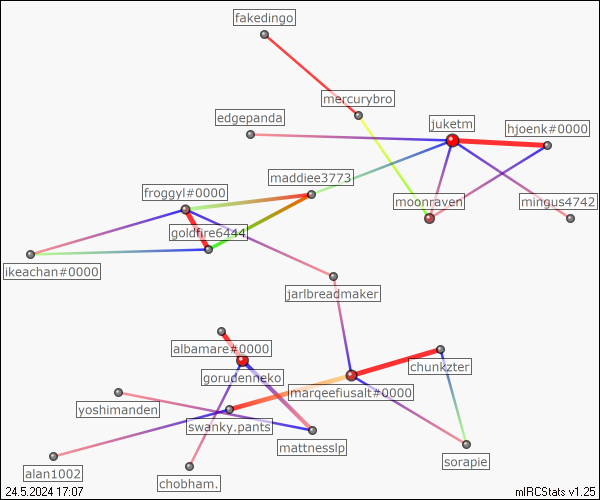 fakedingo
mercurybro
edgepanda
juketm
hjoenk#0000
maddiee3773
froggyl#0000
moonraven
mingus4742
goldfire6444
ikeachan#0000
jarlbreadmaker
albamare#0000
chunkzter
gorudenneko
marqeefiusalt#0000
yoshimanden
swanky.pants
mattnesslp
sorapie
alan1002
chobham.
24.5.2024 17:07
mIRCStats v1.25